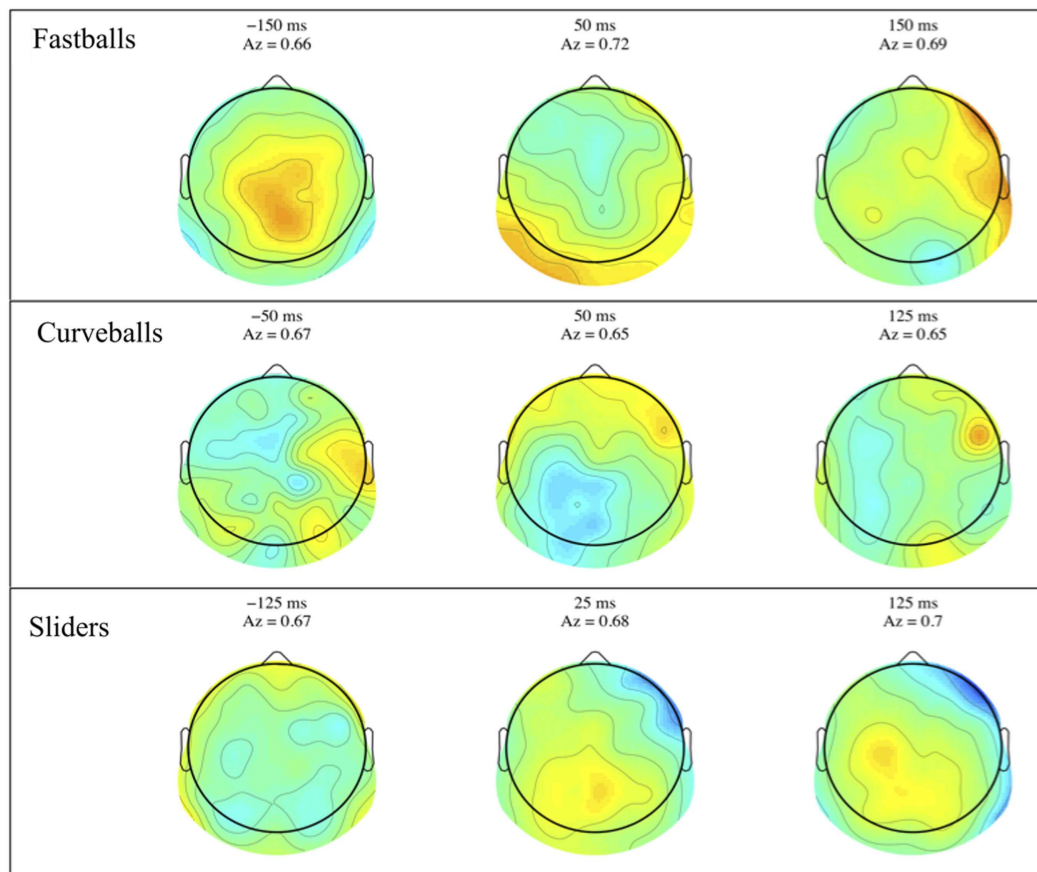 Fastballs
−150 ms
Az = 0.66
50 ms
Az = 0.72
150 ms
Az = 0.69
Curveballs
−50 ms
Az = 0.67
50 ms
Az = 0.65
125 ms
Az = 0.65
Sliders
−125 ms
Az = 0.67
25 ms
Az = 0.68
125 ms
Az = 0.7